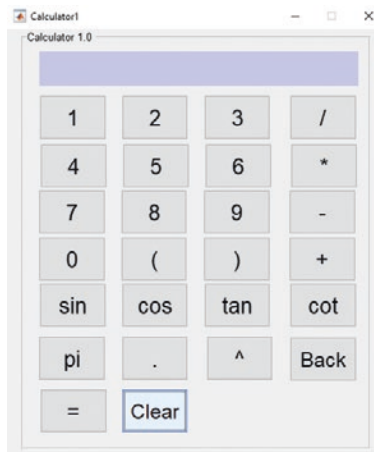 Calculator1
Calculator 1.0
1 2 3 /
4 5 6 *
7 8 9 -
0 ( ) +
sin cos tan cot
pi . ^ Back
= Clear